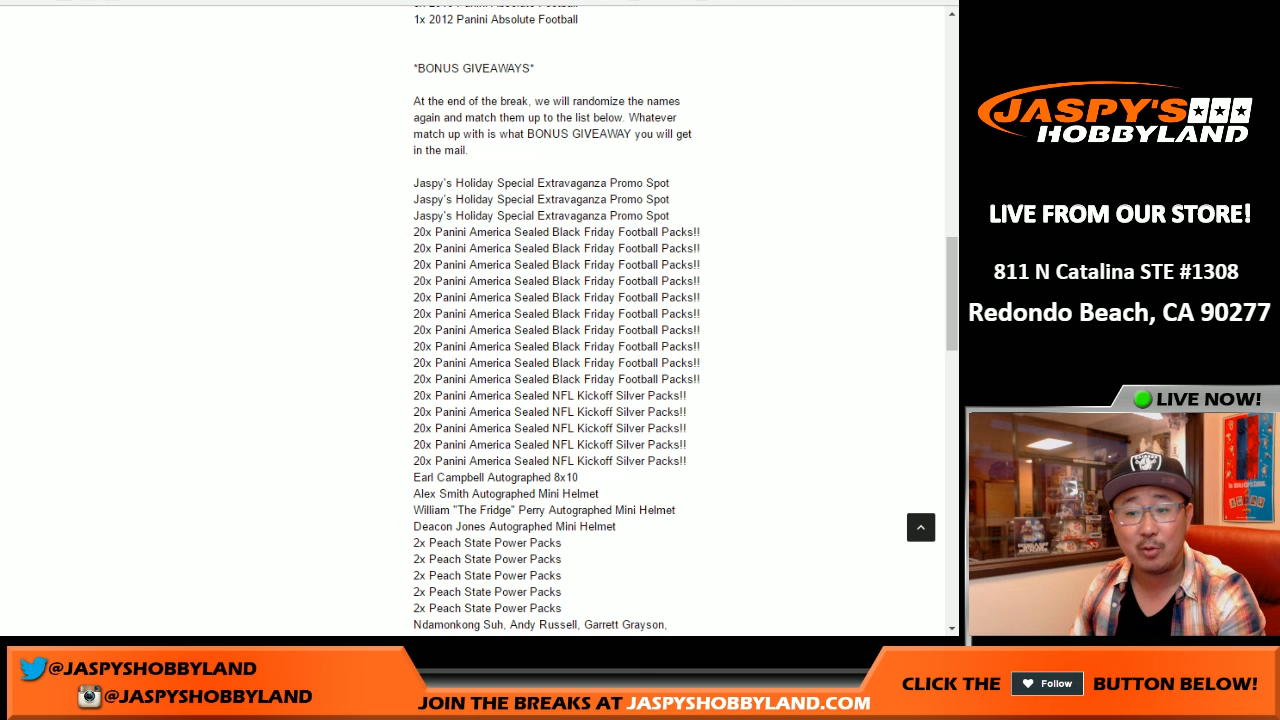 1x 2012 Panini Absolute Football
*BONUS GIVEAWAYS*
At the end of the break, we will randomize the names
again and match them up to the list below. Whatever
match up with is what BONUS GIVEAWAY you will get
in the mail.
Jaspy's Holiday Special Extravaganza Promo Spot
Jaspy's Holiday Special Extravaganza Promo Spot
Jaspy's Holiday Special Extravaganza Promo Spot
20x Panini America Sealed Black Friday Football Packs!!
20x Panini America Sealed Black Friday Football Packs!!
20x Panini America Sealed Black Friday Football Packs!!
20x Panini America Sealed Black Friday Football Packs!!
20x Panini America Sealed Black Friday Football Packs!!
20x Panini America Sealed Black Friday Football Packs!!
20x Panini America Sealed Black Friday Football Packs!!
20x Panini America Sealed Black Friday Football Packs!!
20x Panini America Sealed Black Friday Football Packs!!
20x Panini America Sealed Black Friday Football Packs!!
20x Panini America Sealed NFL Kickoff Silver Packs!!
20x Panini America Sealed NFL Kickoff Silver Packs!!
20x Panini America Sealed NFL Kickoff Silver Packs!!
20x Panini America Sealed NFL Kickoff Silver Packs!!
20x Panini America Sealed NFL Kickoff Silver Packs!!
Earl Campbell Autographed 8x10
Alex Smith Autographed Mini Helmet
William "The Fridge" Perry Autographed Mini Helmet
Deacon Jones Autographed Mini Helmet
2x Peach State Power Packs
2x Peach State Power Packs
2x Peach State Power Packs
2x Peach State Power Packs
2x Peach State Power Packs
Ndamonkong Suh, Andy Russell, Garrett Grayson,
JASPY'S
HOBBYLAND
LIVE FROM OUR STORE!
811 N Catalina STE #1308
Redondo Beach, CA 90277
LIVE NOW!
RAIDERS
@JASPYSHOBBYLAND
@JASPYSHOBBYLAND
JOIN THE BREAKS AT JASPYSHOBBYLAND.COM
CLICK THE Follow BUTTON BELOW!